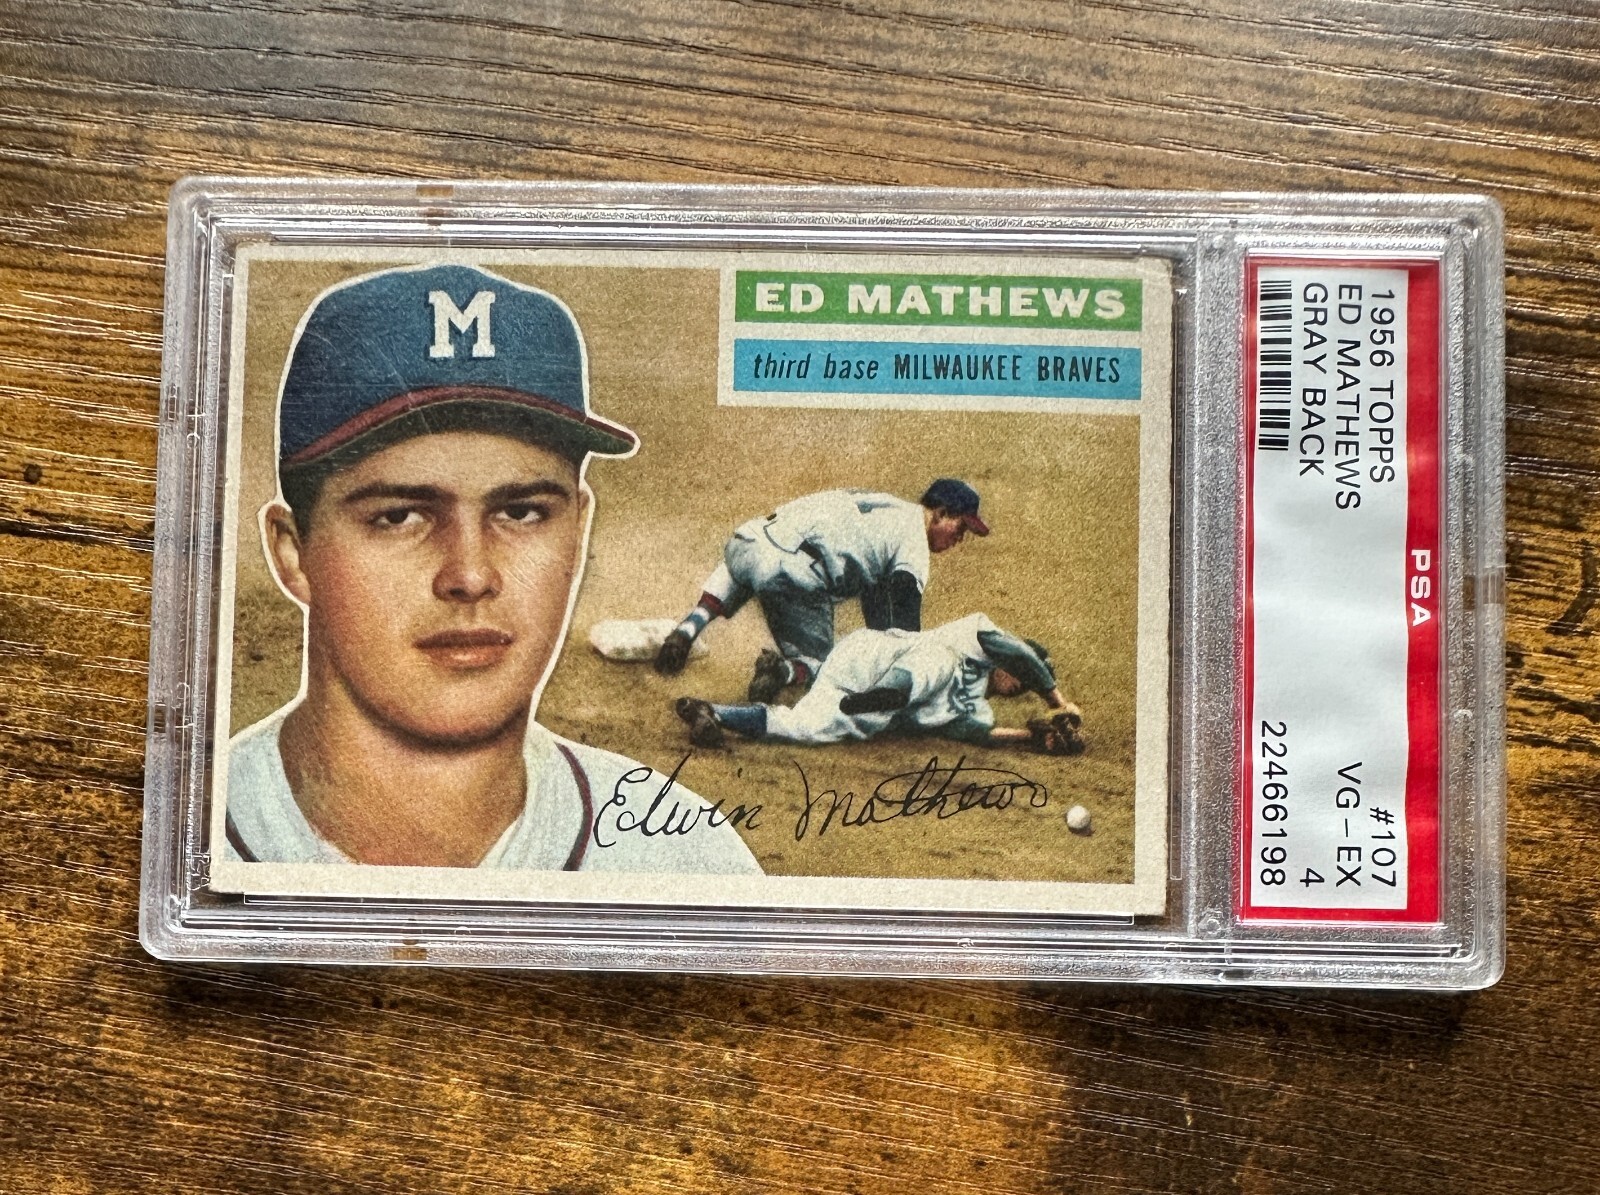 M
ED MATHEWS
third base MILWAUKEE BRAVES
Edwin Mathews
1956 TOPPS #107
ED MATHEWS VG-EX
GRAY BACK 4
22466198
PSA